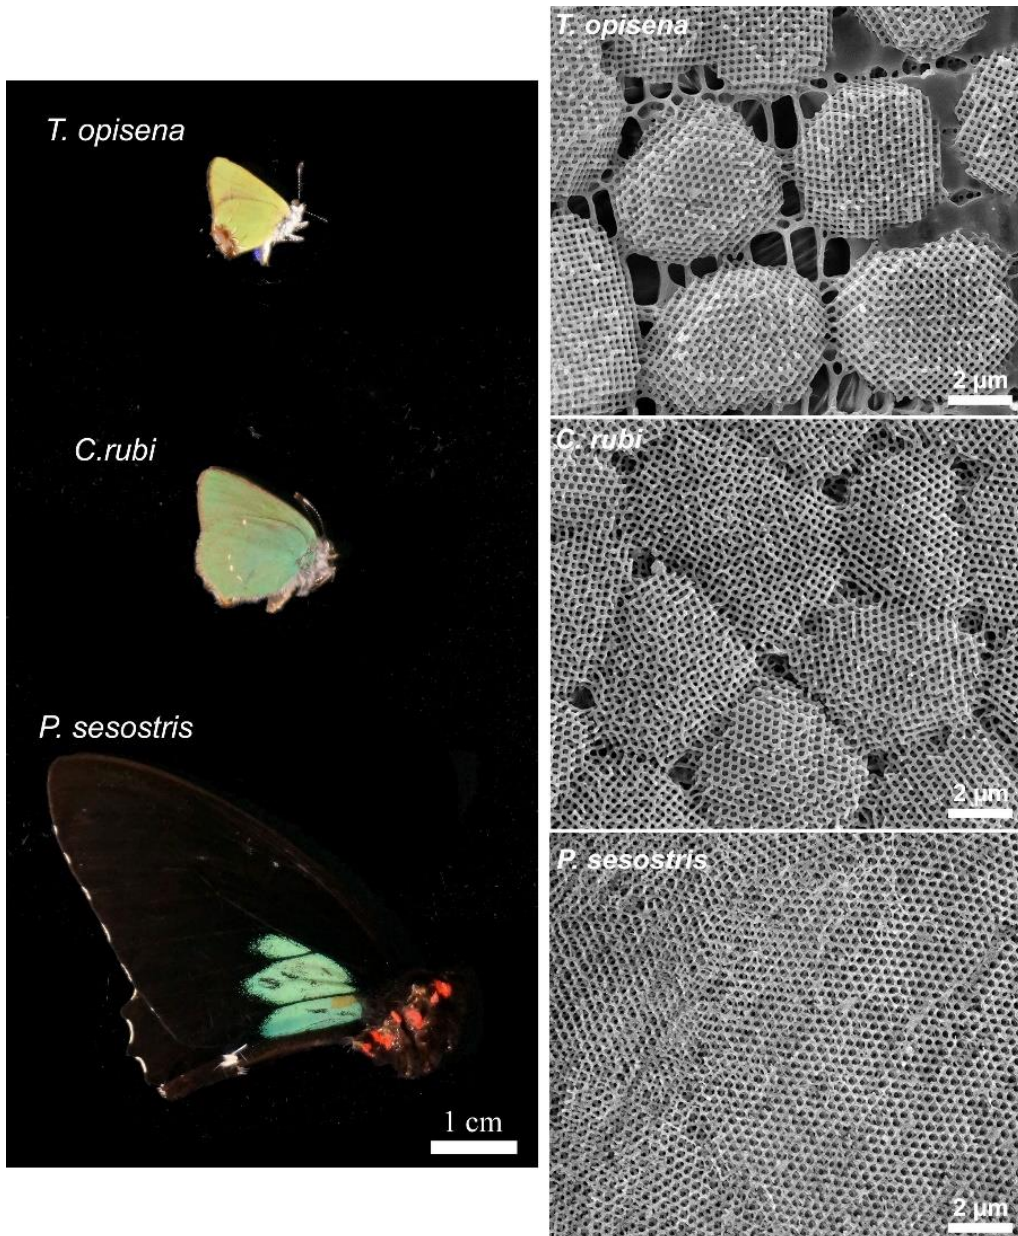 T. opisena
C.rubi
P. sesostris
1 cm
T. opisena
2 µm
C. rubi
2 µm
P. sesostris
2 µm